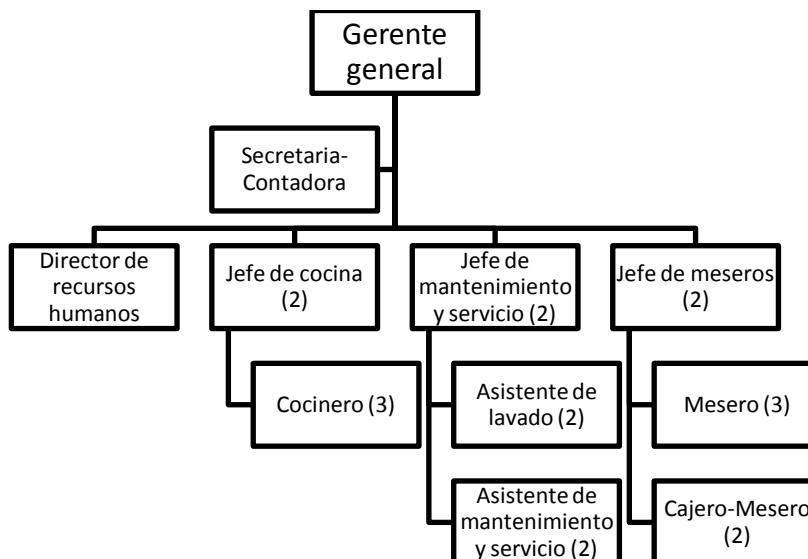 Gerente
general
Secretaria-
Contadora
Director de
recursos
humanos
Jefe de cocina
(2)
Jefe de
mantenimiento
y servicio (2)
Jefe de meseros
(2)
Cocinero (3)
Asistente de
lavado (2)
Mesero (3)
Asistente de
mantenimiento
y servicio (2)
Cajero-Mesero
(2)